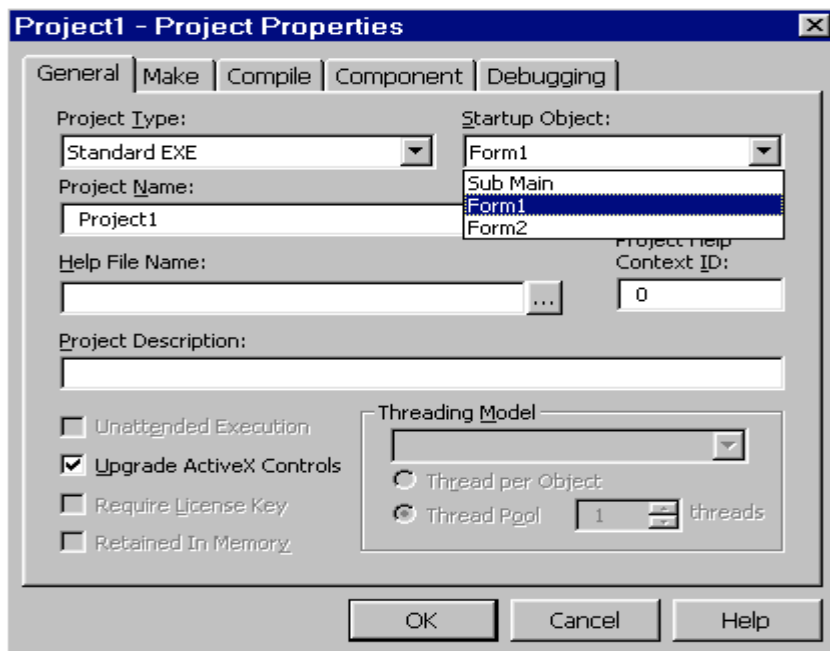 Project1 - Project Properties
General Make Compile Component Debugging
Project Type: Startup Object:
Standard EXE Form1
Sub Main
Project Name: Form1
Project1 Form2
Project Help
Help File Name: Context ID:
... 0
Project Description:
Unattended Execution Threading Model
Upgrade ActiveX Controls
Thread per Object
Require License Key
Thread Pool 1 threads
Retained In Memory
OK Cancel Help